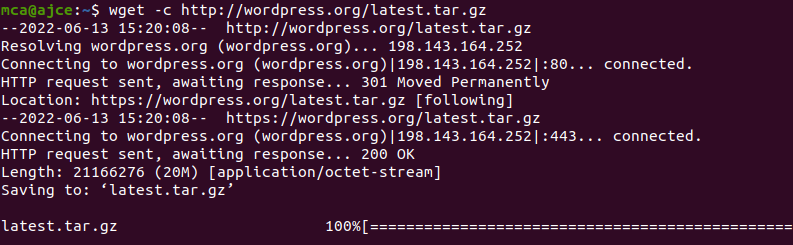 mca@ajce:~$ wget -c http://wordpress.org/latest.tar.gz
--2022-06-13 15:20:08--  http://wordpress.org/latest.tar.gz
Resolving wordpress.org (wordpress.org)... 198.143.164.252
Connecting to wordpress.org (wordpress.org)|198.143.164.252|:80... connected.
HTTP request sent, awaiting response... 301 Moved Permanently
Location: https://wordpress.org/latest.tar.gz [following]
--2022-06-13 15:20:08--  https://wordpress.org/latest.tar.gz
Connecting to wordpress.org (wordpress.org)|198.143.164.252|:443... connected.
HTTP request sent, awaiting response... 200 OK
Length: 21166276 (20M) [application/octet-stream]
Saving to: ‘latest.tar.gz’
latest.tar.gz                       100%[===============================================